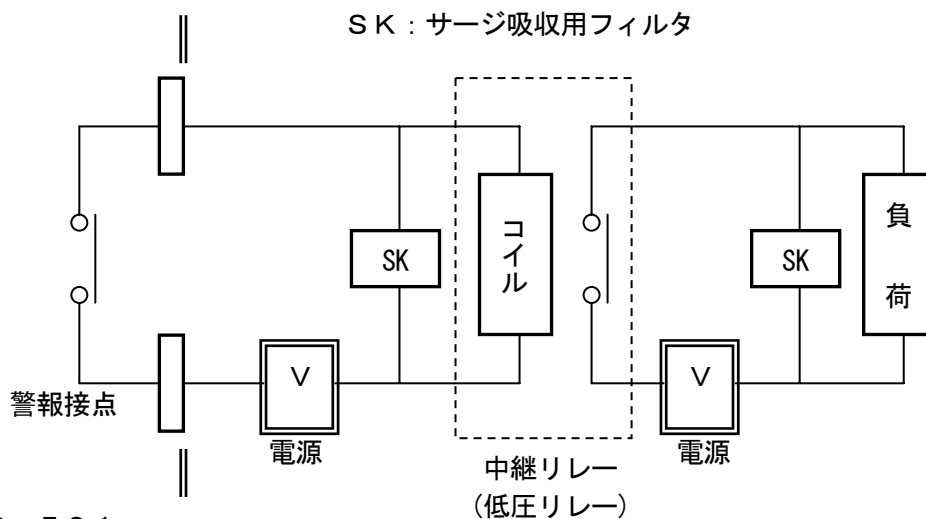 ＳＫ：サージ吸収用フィルタ
SK
コイル
SK
負荷
Ｖ
Ｖ
警報接点
電源
電源
中継リレー
（低圧リレー）